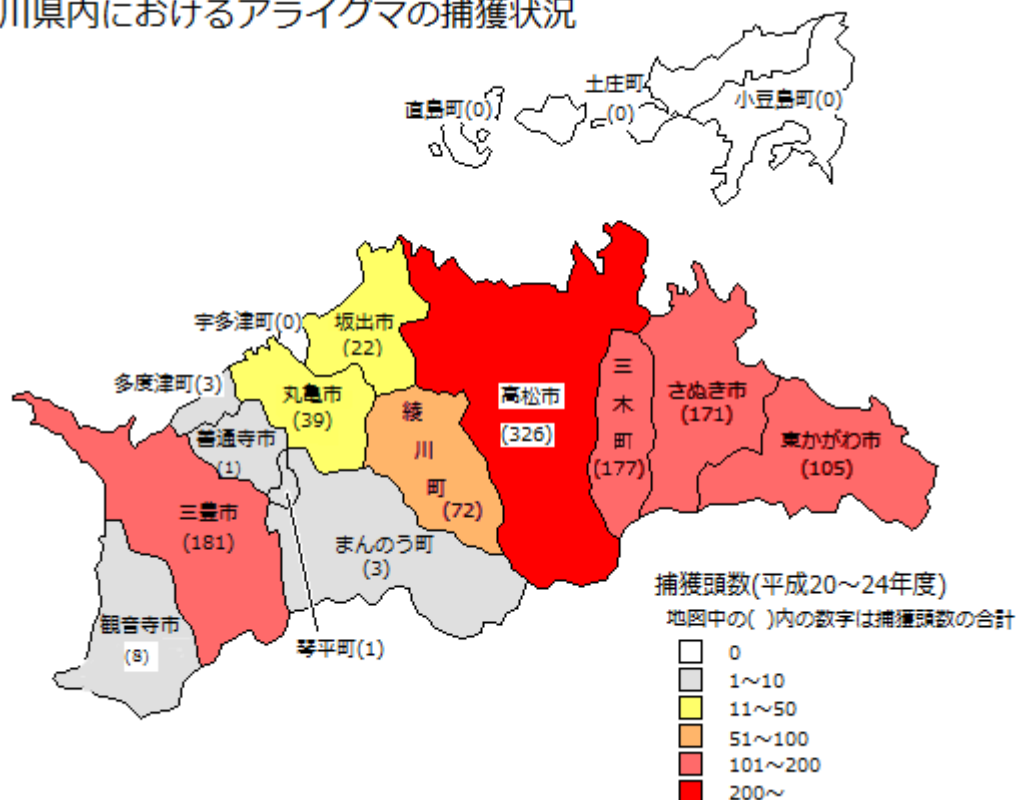 川県内におけるアライグマの捕獲状況
土庄町
(0)
直島町(0)
小豆島町(0)
宇多津町(0)
坂出市
(22)
多度津町(3)
丸亀市
(39)
善通寺市
(1)
綾川町
(72)
高松市
(326)
三木町
(177)
さぬき市
(171)
東かがわ市
(105)
三豊市
(181)
まんのう町
(3)
観音寺市
(8)
琴平町(1)
捕獲頭数(平成20～24年度)
地図中の( )内の数字は捕獲頭数の合計
0
1～10
11～50
51～100
101～200
200～